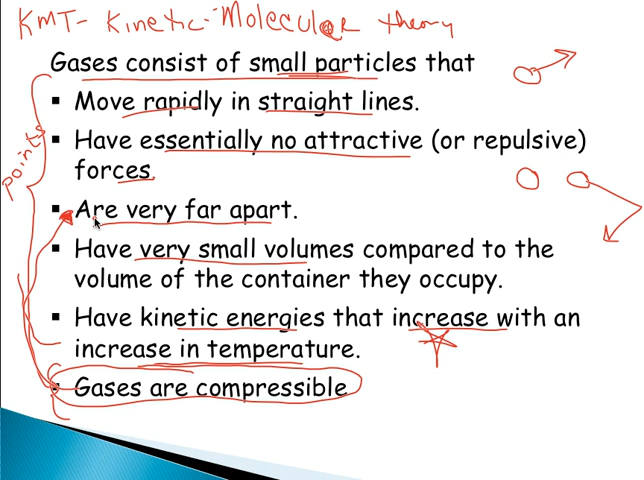 KMT- Kinetic-Molecular theory
Gases consist of small particles that
▪ Move rapidly in straight lines.
▪ Have essentially no attractive (or repulsive)
forces.
▪ Are very far apart.
▪ Have very small volumes compared to the
volume of the container they occupy.
▪ Have kinetic energies that increase with an
increase in temperature.
▪ Gases are compressible
points